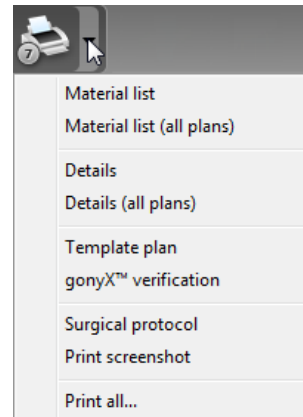 7
Material list
Material list (all plans)
Details
Details (all plans)
Template plan
gonyX™ verification
Surgical protocol
Print screenshot
Print all...